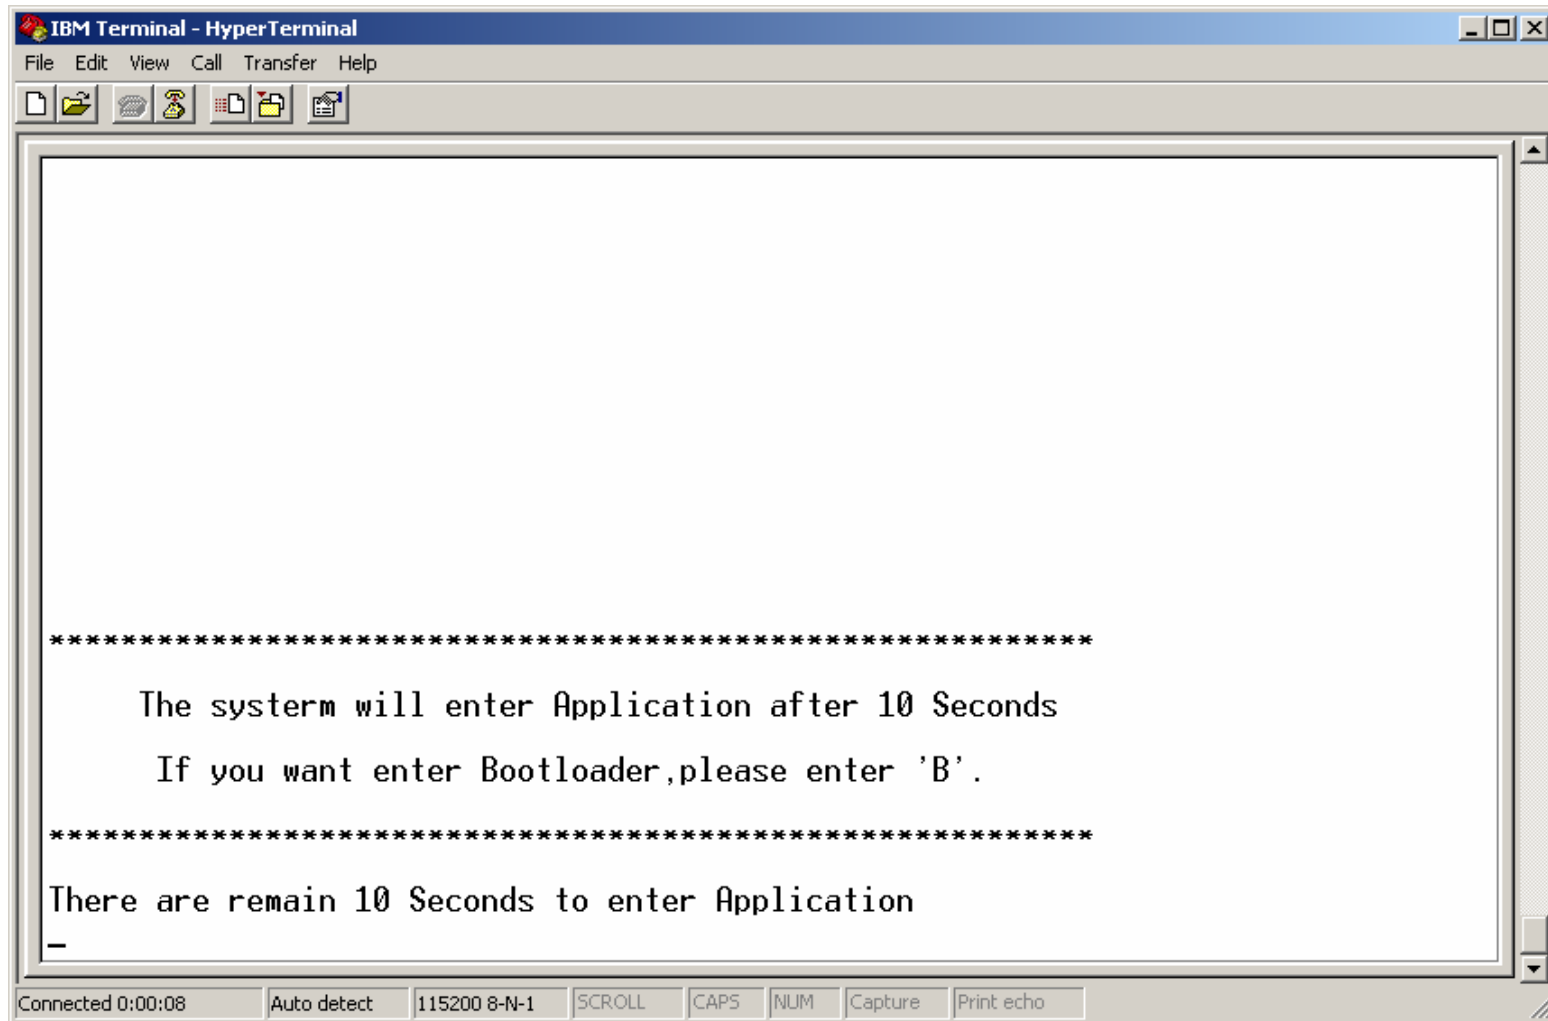 IBM Terminal - HyperTerminal
File Edit View Call Transfer Help
**********************************************************
The systerm will enter Application after 10 Seconds
If you want enter Bootloader,please enter 'B'.
**********************************************************
There are remain 10 Seconds to enter Application
_
Connected 0:00:08 Auto detect 115200 8-N-1 SCROLL CAPS NUM Capture Print echo